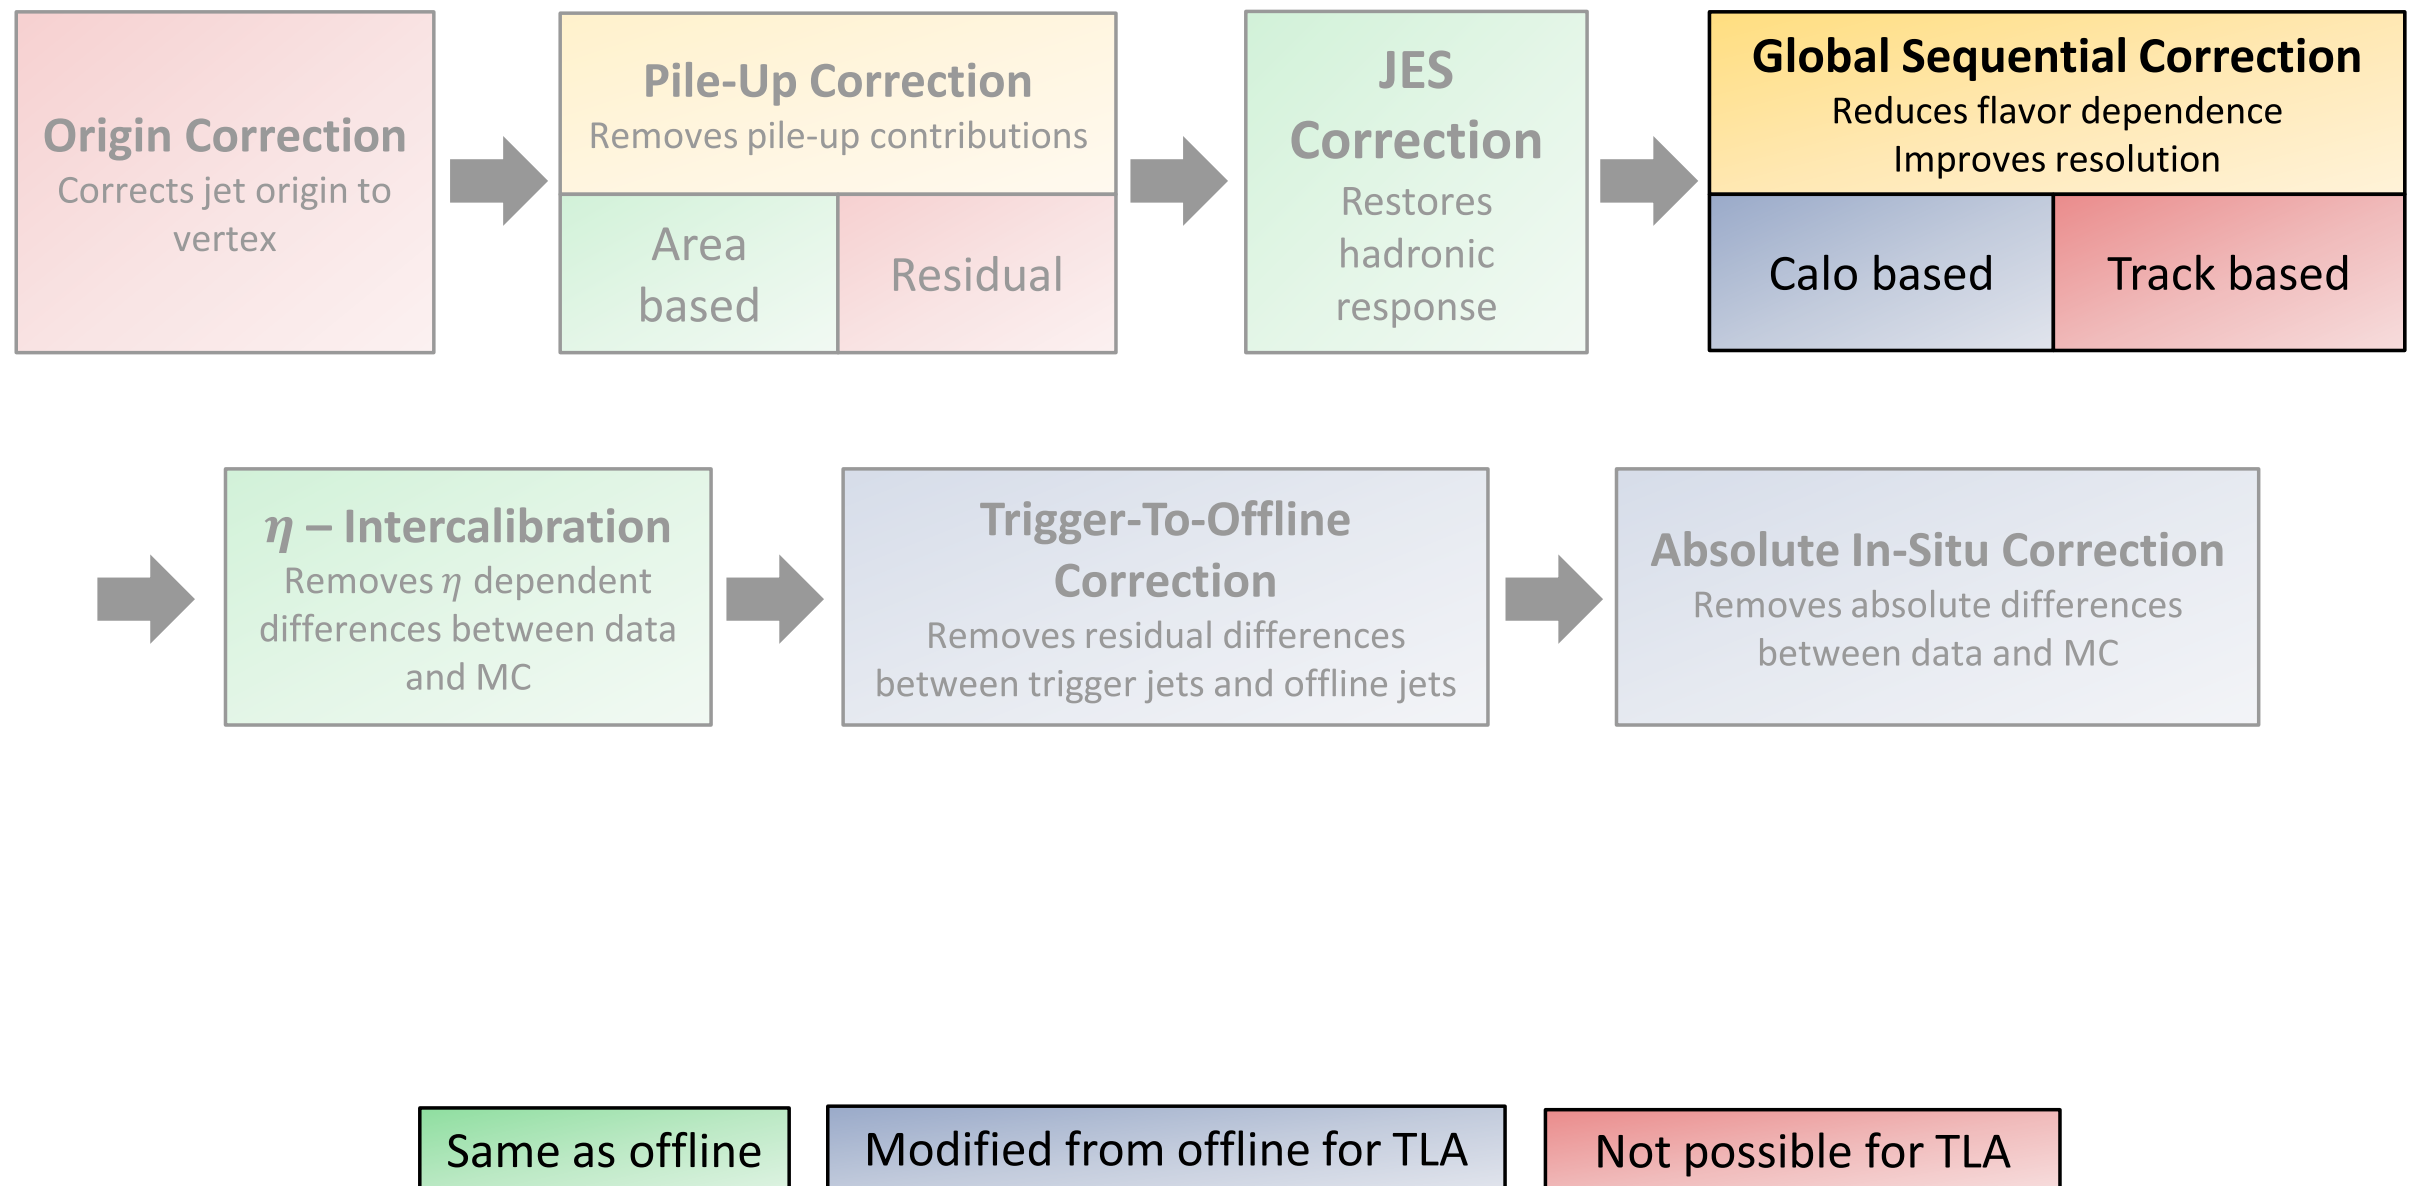 Origin Correction
Corrects jet origin to
vertex
Pile-Up Correction
Removes pile-up contributions
Area
based
Residual
JES
Correction
Restores
hadronic
response
Global Sequential Correction
Reduces flavor dependence
Improves resolution
Calo based
Track based
η – Intercalibration
Removes η dependent
differences between data
and MC
Trigger-To-Offline
Correction
Removes residual differences
between trigger jets and offline jets
Absolute In-Situ Correction
Removes absolute differences
between data and MC
Same as offline
Modified from offline for TLA
Not possible for TLA